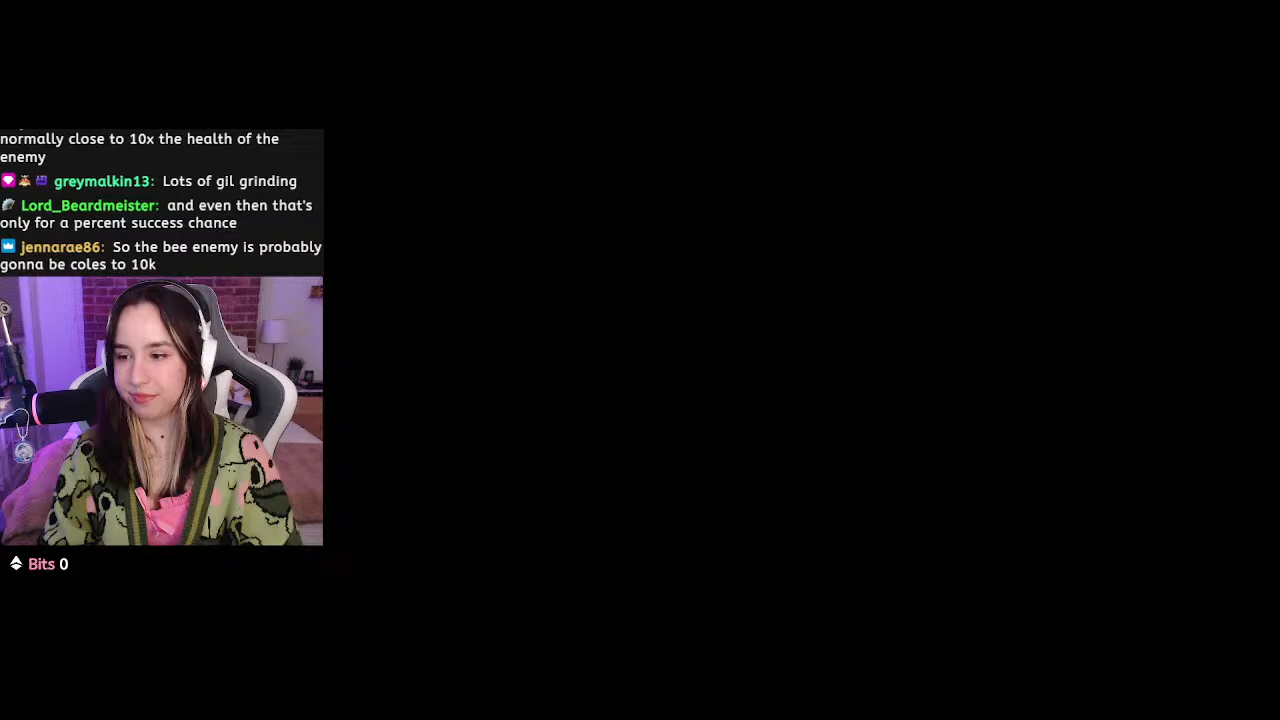 normally close to 10x the health of the
enemy
greymalkin13: Lots of gil grinding
Lord_Beardmeister: and even then that's
only for a percent success chance
jennarae86: So the bee enemy is probably
gonna be coles to 10k
Bits 0